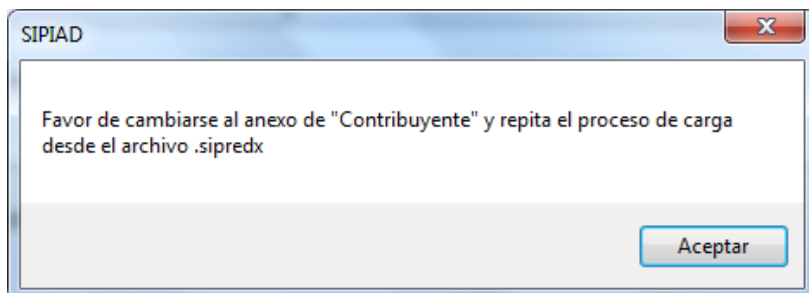 SIPIAD
Favor de cambiarse al anexo de "Contribuyente" y repita el proceso de carga
desde el archivo .sipredx
Aceptar